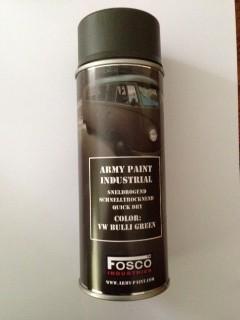 ARMY PAINT
INDUSTRIAL
SNELDROGEND
SCHNELLTROCKNEND
QUICK DRY
COLOR:
VW BULLI GREEN
FOSCO
INDUSTRIES
WWW.ARMY-PAINT.COM